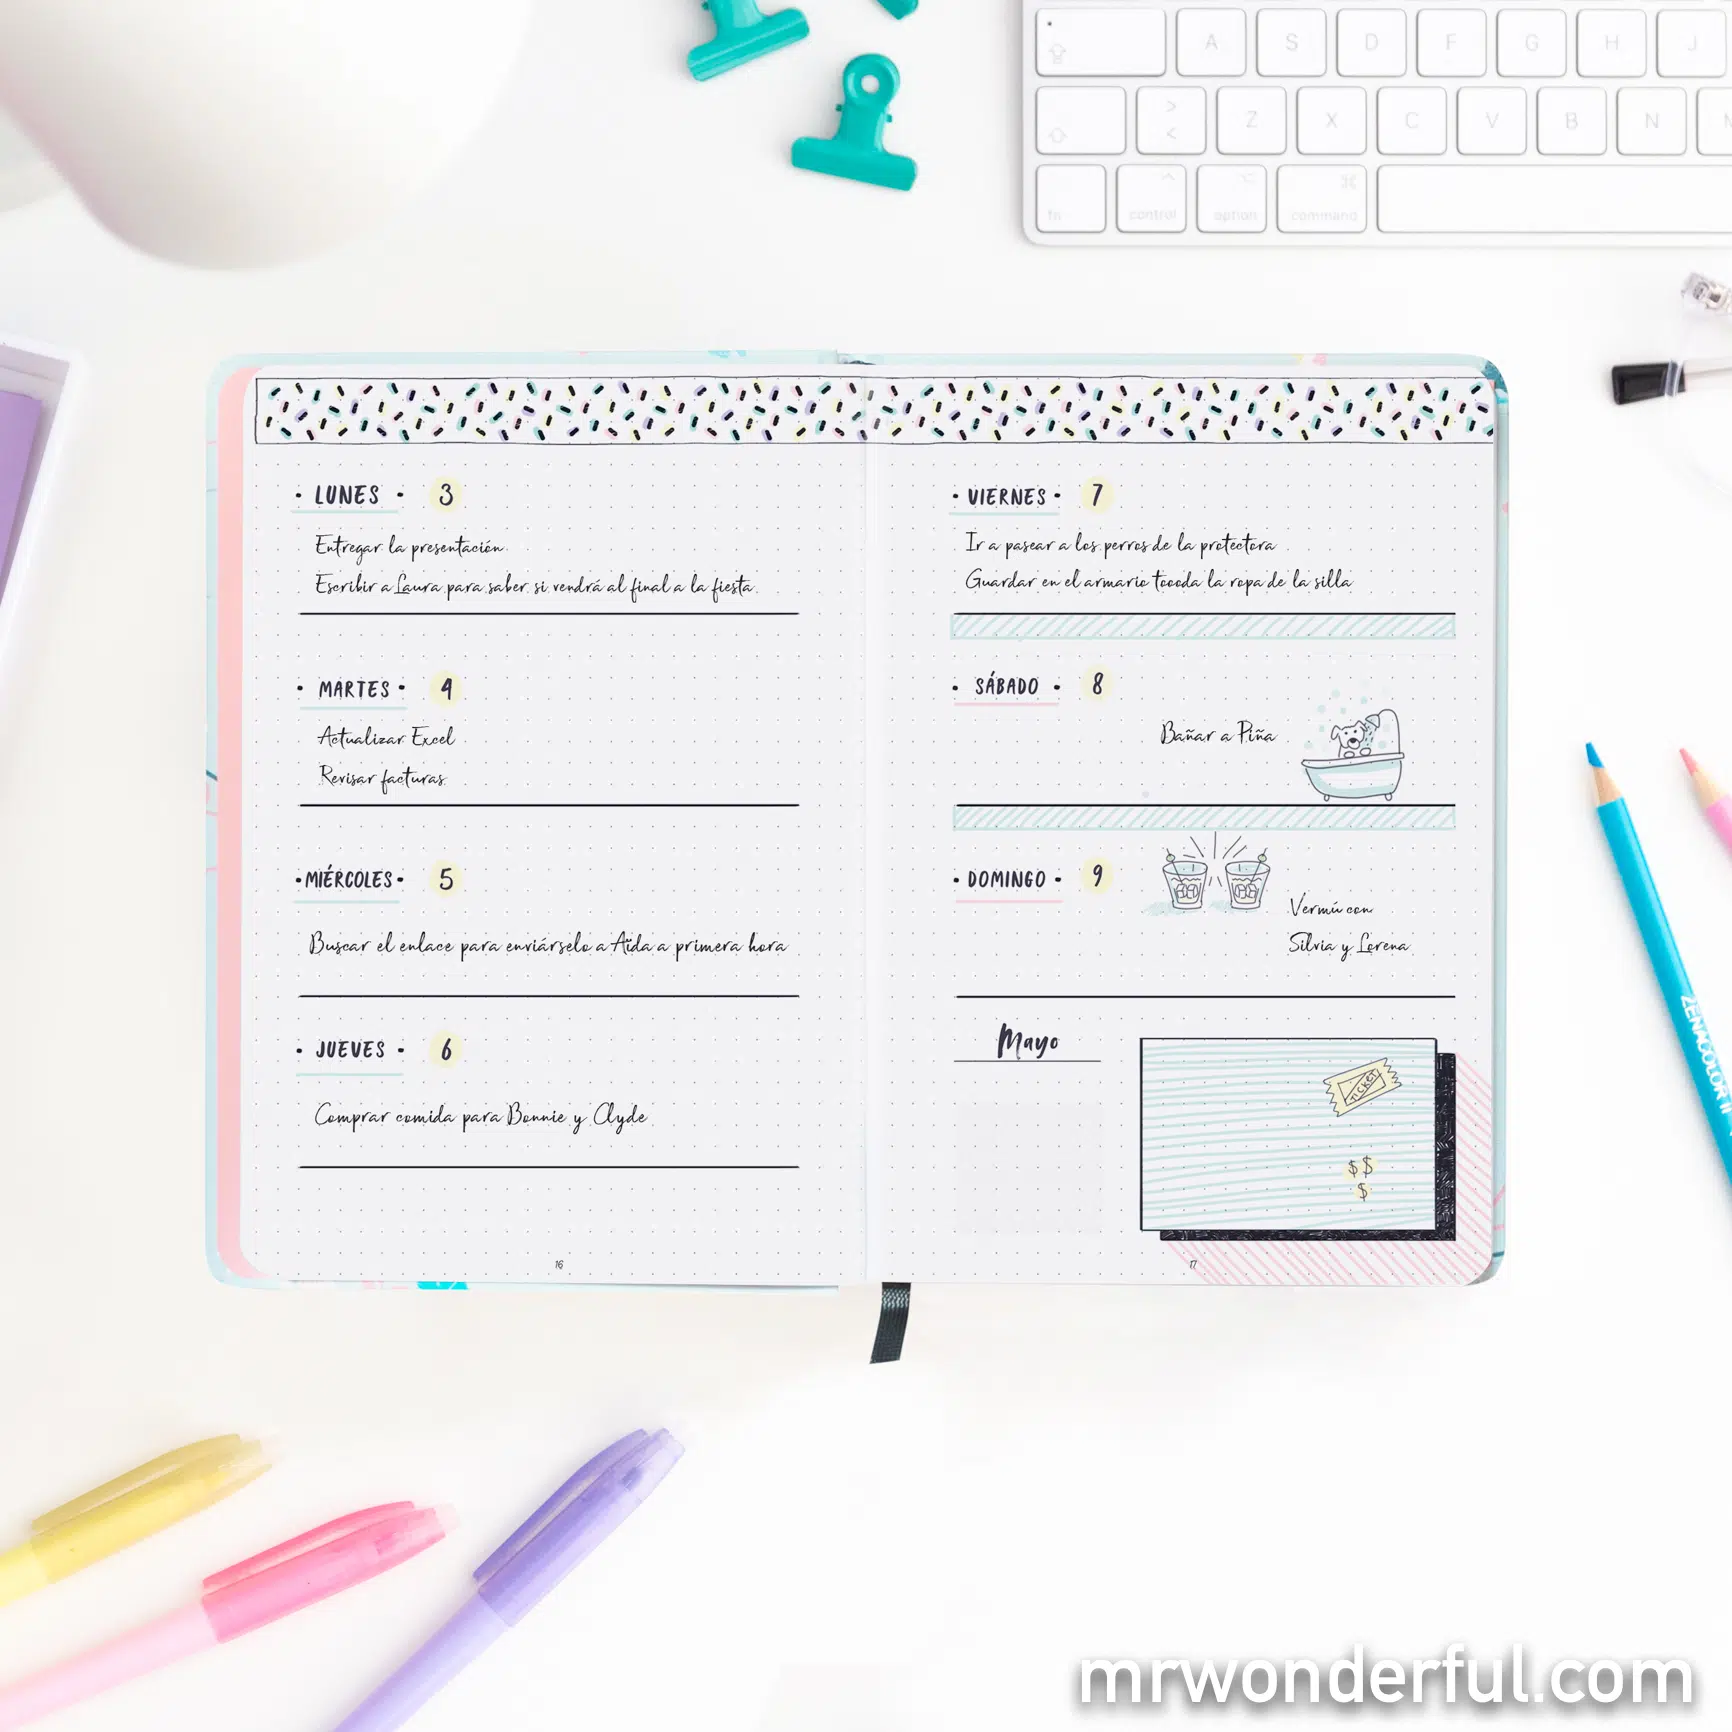 A S D F G H J
>
<
Z X C V B N M
fn control option command
LUNES 3
Entregar la presentación
Escribir a Laura para saber si vendrá al final a la fiesta
MARTES 4
Actualizar Excel
Revisar facturas
MIÉRCOLES 5
Buscar el enlace para enviárselo a Aïda a primera hora
JUEVES 6
Comprar comida para Bonnie y Clyde
16
VIERNES 7
Ir a pasear a los perros de la protectora
Guardar en el armario toooda la ropa de la silla
SÁBADO 8
Bañar a Piña
DOMINGO 9
Vermú con
Silvia y Lorena
Mayo
TICKET
$ $
$
17
ZENACOLOR
mrwonderful.com